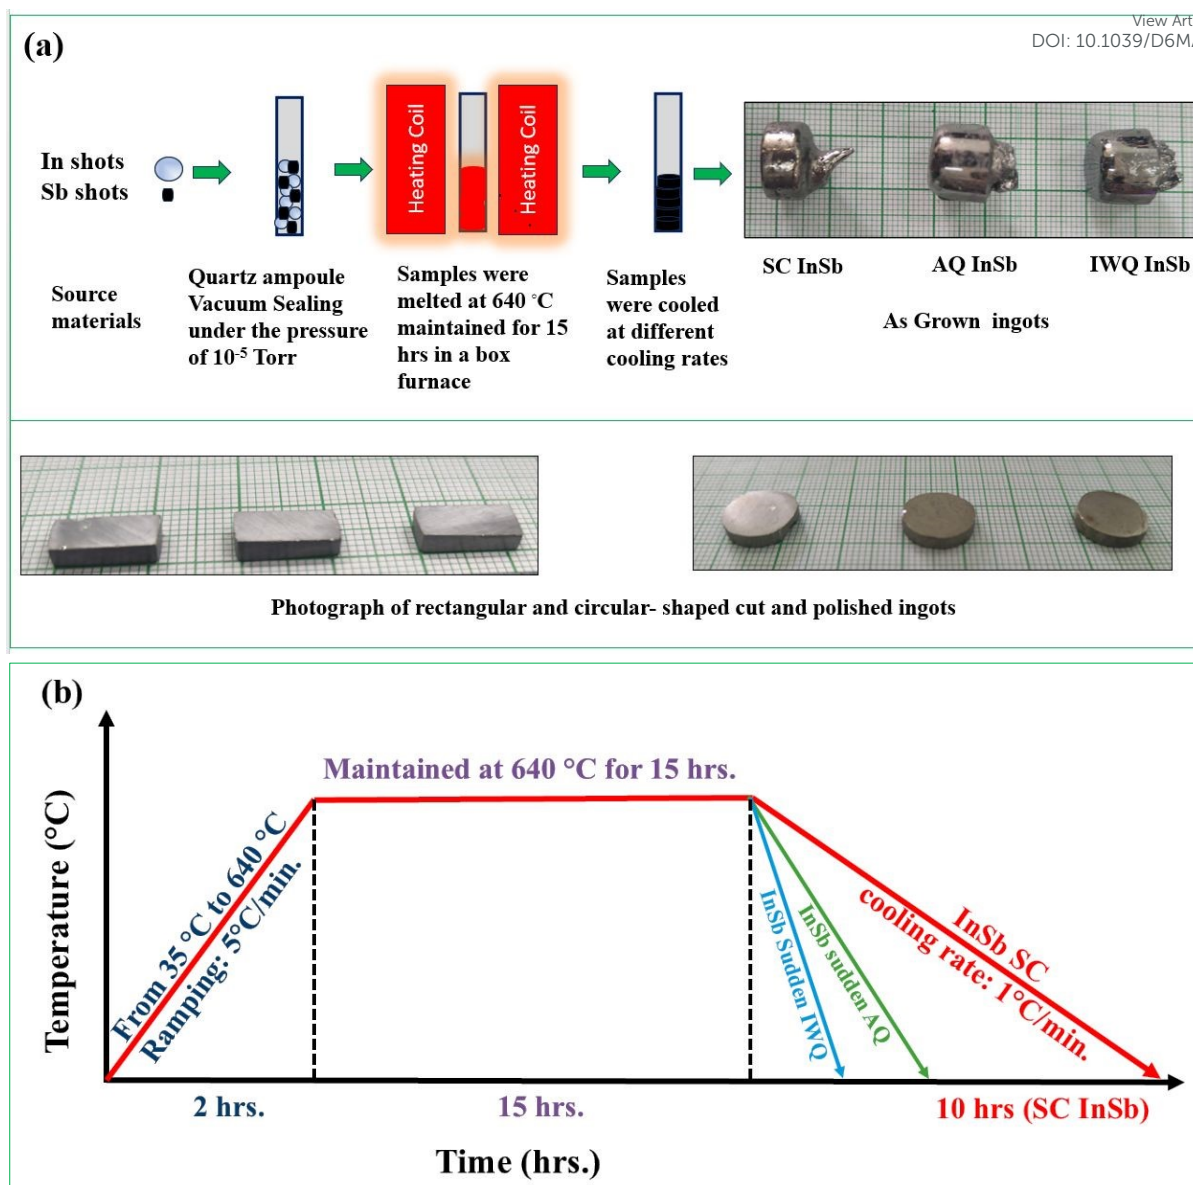 View Art
DOI: 10.1039/D6MA
(a)
In shots
Sb shots
Heating Coil
Heating Coil
SC InSb
AQ InSb
IWQ InSb
Source
materials
Quartz ampoule
Vacuum Sealing
under the pressure
of 10⁻⁵ Torr
Samples were
melted at 640 °C
maintained for 15
hrs in a box
furnace
Samples
were cooled
at different
cooling rates
As Grown ingots
Photograph of rectangular and circular- shaped cut and polished ingots
(b)
Temperature (°C)
From 35 °C to 640 °C
Ramping: 5°C/min.
Maintained at 640 °C for 15 hrs.
InSb Sudden IWQ
InSb sudden AQ
InSb SC
cooling rate: 1°C/min.
2 hrs.
15 hrs.
10 hrs (SC InSb)
Time (hrs.)